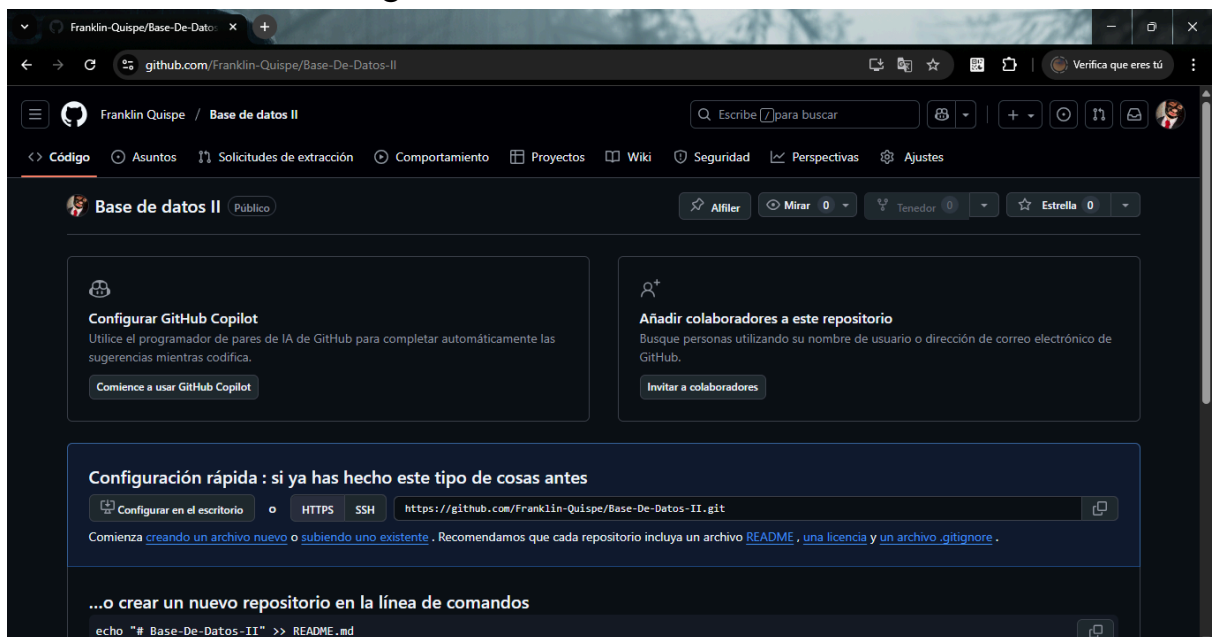 Franklin-Quispe/Base-De-Dato
github.com/Franklin-Quispe/Base-De-Datos-II
Verifica que eres tú
Franklin Quispe / Base de datos II
Escribe / para buscar
Código Asuntos Solicitudes de extracción Comportamiento Proyectos Wiki Seguridad Perspectivas Ajustes
Base de datos II Público
Alfiler Mirar 0 Tenedor 0 Estrella 0
Configurar GitHub Copilot
Utilice el programador de pares de IA de GitHub para completar automáticamente las
sugerencias mientras codifica.
Comience a usar GitHub Copilot
Añadir colaboradores a este repositorio
Busque personas utilizando su nombre de usuario o dirección de correo electrónico de
GitHub.
Invitar a colaboradores
Configuración rápida : si ya has hecho este tipo de cosas antes
Configurar en el escritorio o HTTPS SSH https://github.com/Franklin-Quispe/Base-De-Datos-II.git
Comienza creando un archivo nuevo o subiendo uno existente . Recomendamos que cada repositorio incluya un archivo README , una licencia y un archivo .gitignore .
...o crear un nuevo repositorio en la línea de comandos
echo "# Base-De-Datos-II" >> README.md